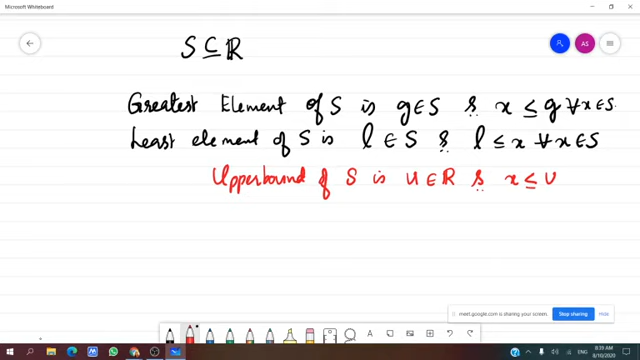 Microsoft Whiteboard
AS
S ⊆ ℝ
Greatest Element of S is g ∈ S & x ≤ g ∀ x ∈ S.
Least element of S is l ∈ S & l ≤ x ∀ x ∈ S
Upperbound of S is u ∈ ℝ & x ≤ u
meet.google.com is sharing your screen.
Stop sharing
Hide
A
ENG
8:39 AM
8/10/2020